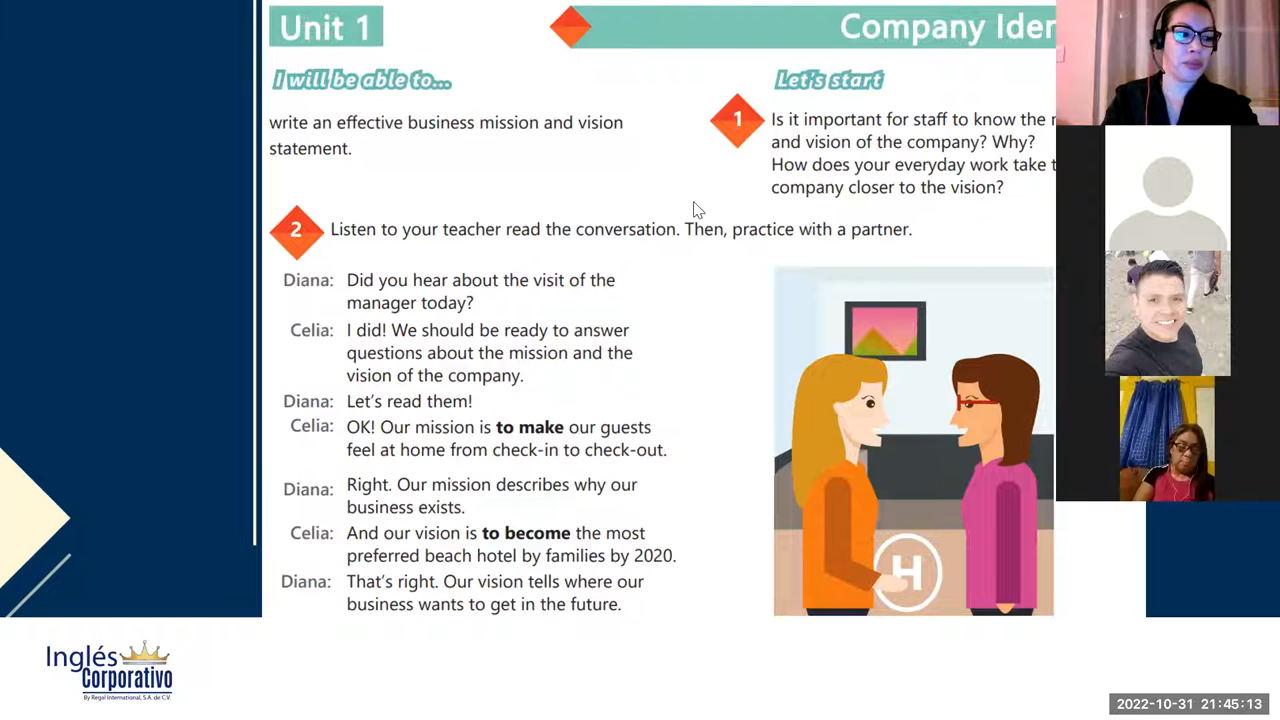 Unit 1
Company Iden
I will be able to...
write an effective business mission and vision
statement.
Let's start
1
Is it important for staff to know the
and vision of the company? Why?
How does your everyday work take
company closer to the vision?
2
Listen to your teacher read the conversation. Then, practice with a partner.
Diana: Did you hear about the visit of the
manager today?
Celia: I did! We should be ready to answer
questions about the mission and the
vision of the company.
Diana: Let's read them!
Celia: OK! Our mission is to make our guests
feel at home from check-in to check-out.
Diana: Right. Our mission describes why our
business exists.
Celia: And our vision is to become the most
preferred beach hotel by families by 2020.
Diana: That's right. Our vision tells where our
business wants to get in the future.
H
Inglés
Corporativo
By Regal International, S.A. de C.V.
2022-10-31 21:45:13